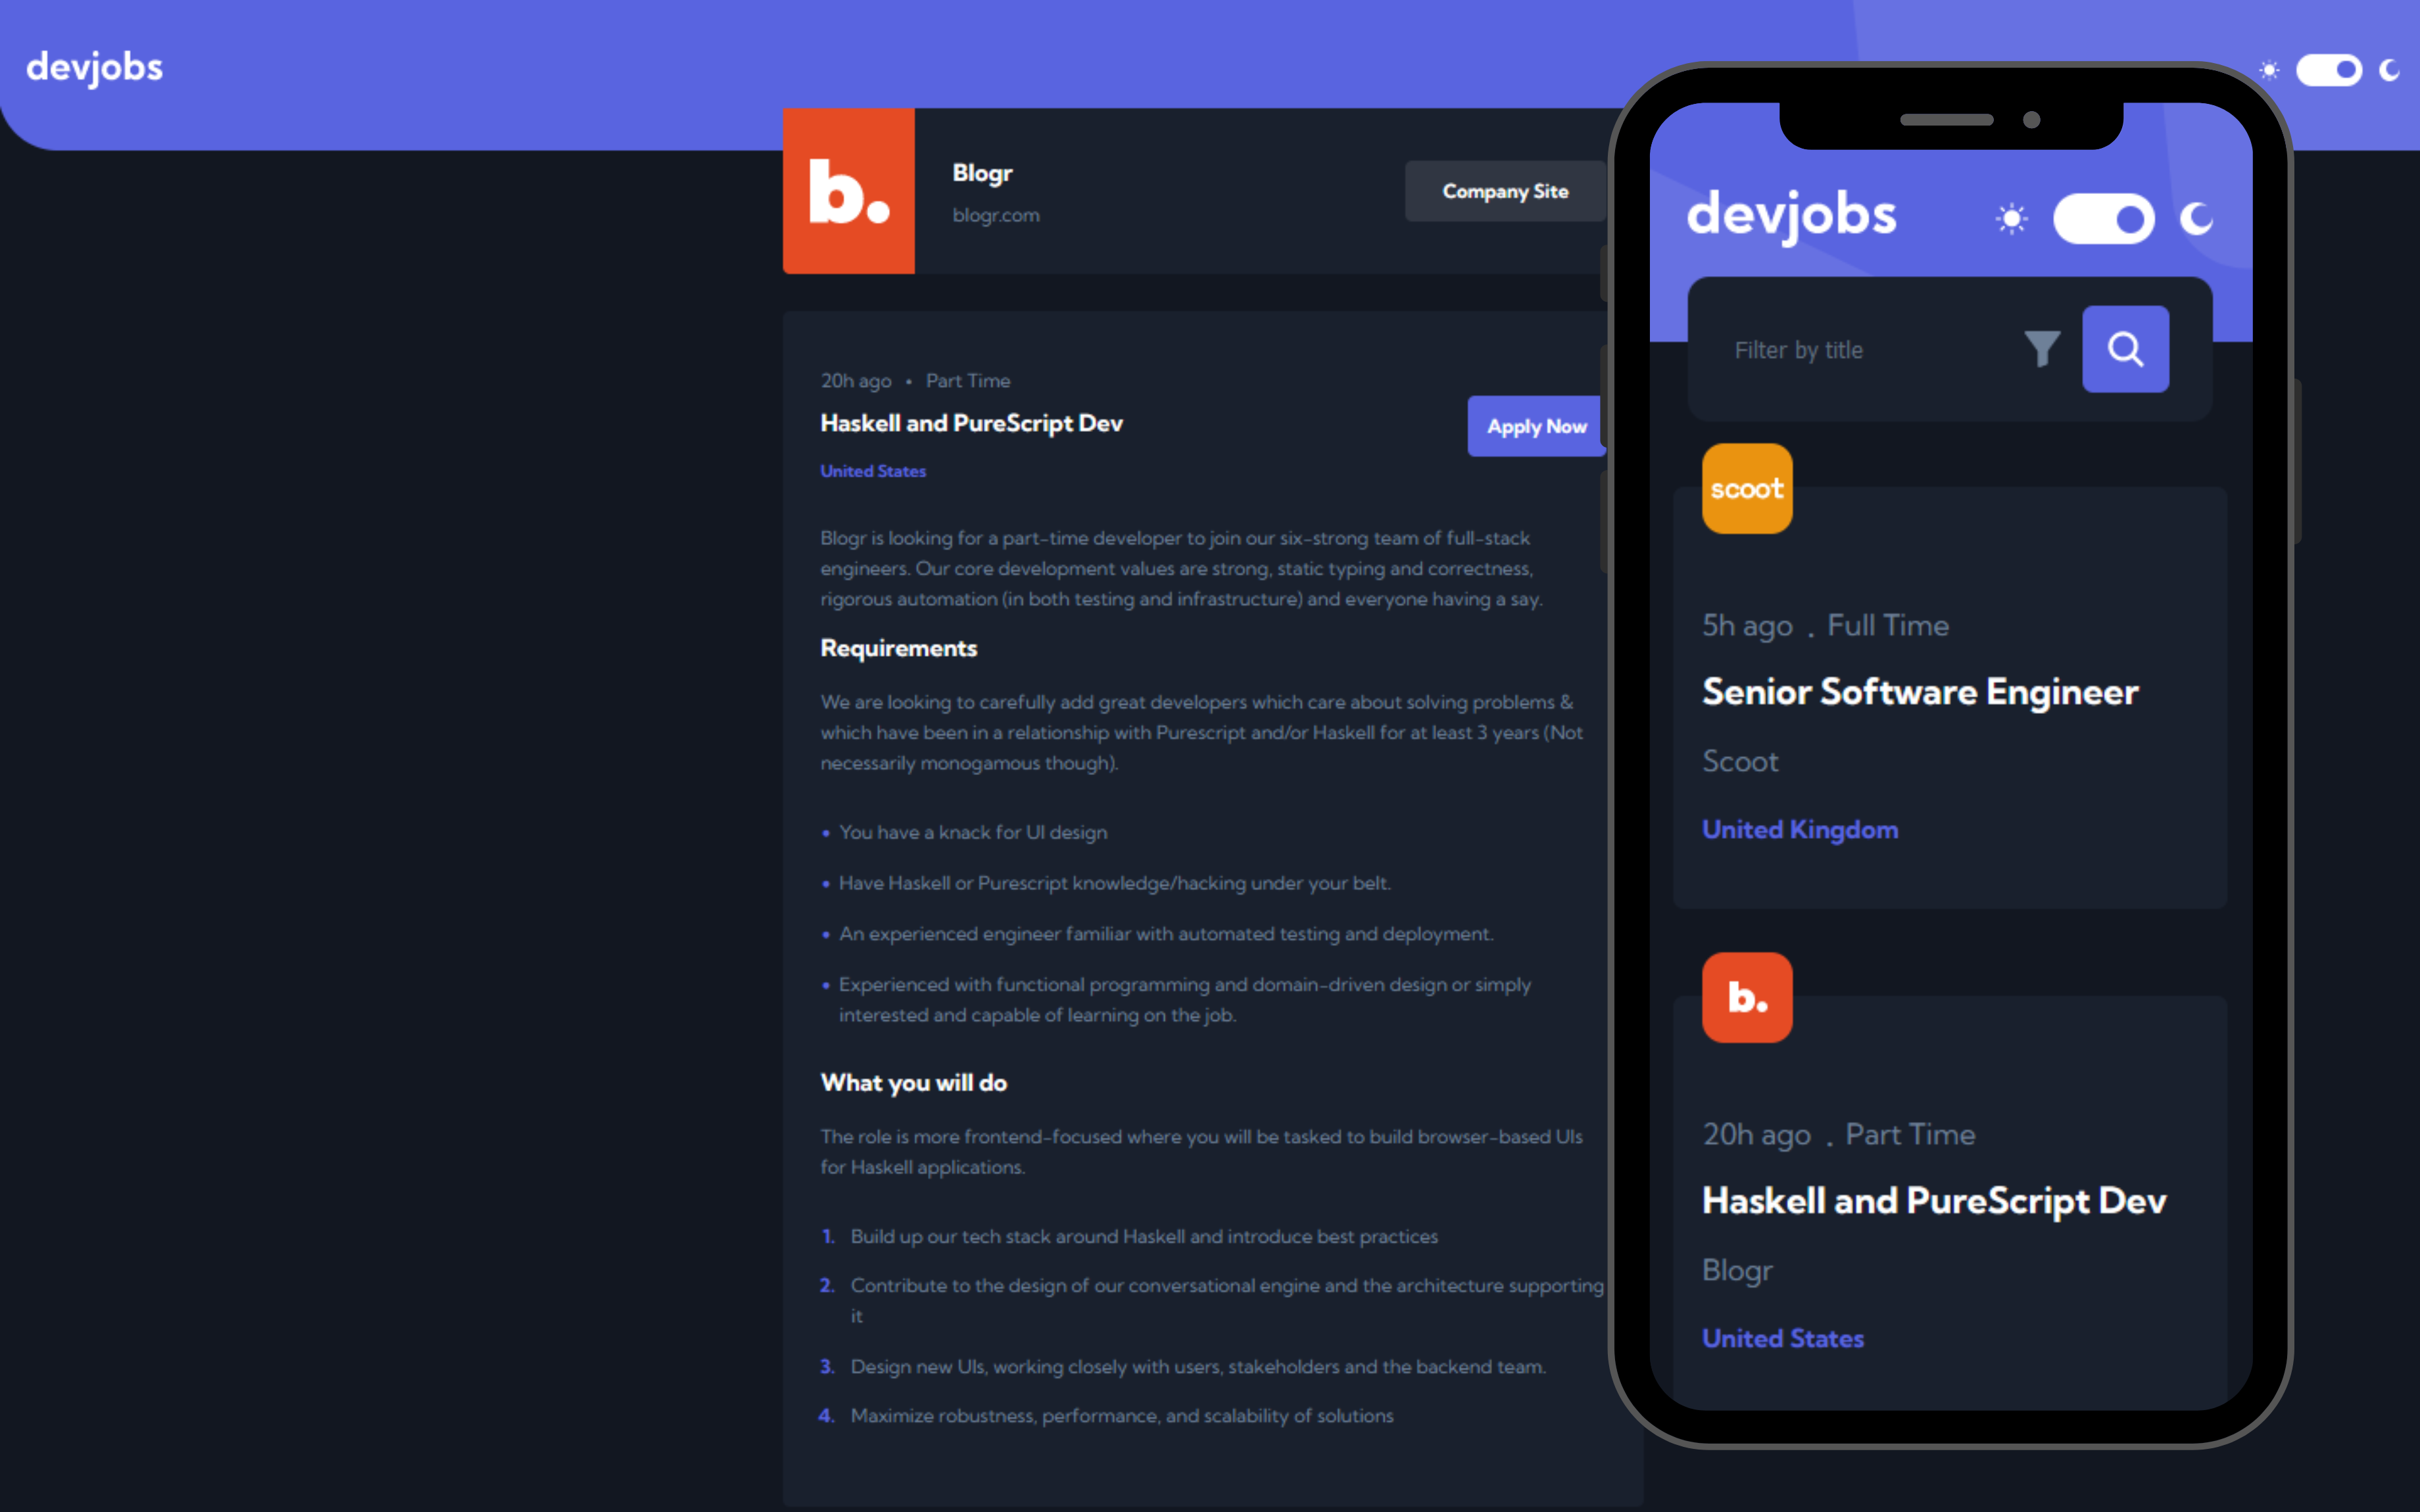 devjobs
b.
Blogr
blogr.com
Company Site
20h ago • Part Time
Haskell and PureScript Dev
Apply Now
United States
Blogr is looking for a part-time developer to join our six-strong team of full-stack
engineers. Our core development values are strong, static typing and correctness,
rigorous automation (in both testing and infrastructure) and everyone having a say.
Requirements
We are looking to carefully add great developers which care about solving problems &
which have been in a relationship with Purescript and/or Haskell for at least 3 years (Not
necessarily monogamous though).
• You have a knack for UI design
• Have Haskell or Purescript knowledge/hacking under your belt.
• An experienced engineer familiar with automated testing and deployment.
• Experienced with functional programming and domain-driven design or simply
interested and capable of learning on the job.
What you will do
The role is more frontend-focused where you will be tasked to build browser-based UIs
for Haskell applications.
1. Build up our tech stack around Haskell and introduce best practices
2. Contribute to the design of our conversational engine and the architecture supporting
it
3. Design new UIs, working closely with users, stakeholders and the backend team.
4. Maximize robustness, performance, and scalability of solutions
devjobs
Filter by title
scoot
5h ago . Full Time
Senior Software Engineer
Scoot
United Kingdom
b.
20h ago . Part Time
Haskell and PureScript Dev
Blogr
United States